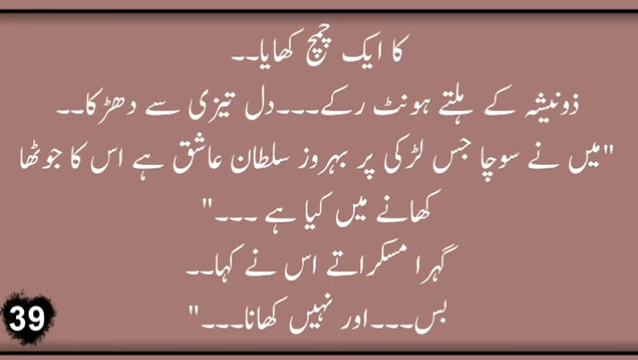 کا ایک چمچ کھایا۔۔
ذونیشہ کے ہلتے ہونٹ رکے۔۔۔دل تیزی سے دھڑکا۔۔
"میں نے سوچا جس لڑکی پر بہروز سلطان عاشق ہے اس کا جوٹھا
کھانے میں کیا ہے ۔۔۔"
گہرا مسکراتے اس نے کہا۔۔
بس۔۔۔اور نہیں کھانا۔۔۔"
39